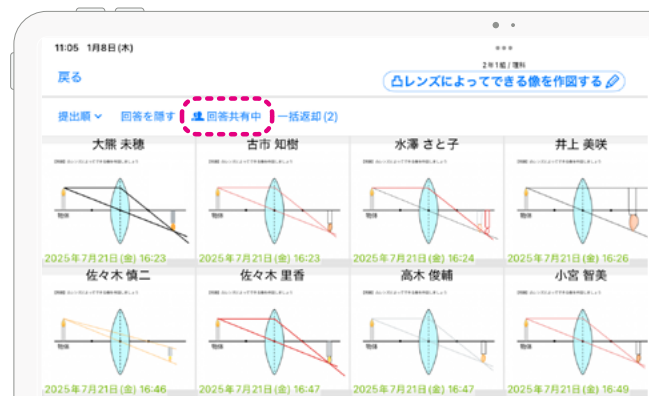 11:05 1月8日(木)
2年1組 / 理科
戻る
凸レンズによってできる像を作図する
提出順 回答を隠す 回答共有中 一括返却(2)
大熊 未穂 古市 知樹 水澤 さと子 井上 美咲
物体 物体 物体 物体
2025年7月21日(金) 16:23 2025年7月21日(金) 16:23 2025年7月21日(金) 16:24 2025年7月21日(金) 16:26
佐々木 慎二 佐々木 里香 高木 俊輔 小宮 智美
物体 物体 物体 物体
2025年7月21日(金) 16:46 2025年7月21日(金) 16:47 2025年7月21日(金) 16:47 2025年7月21日(金) 16:49